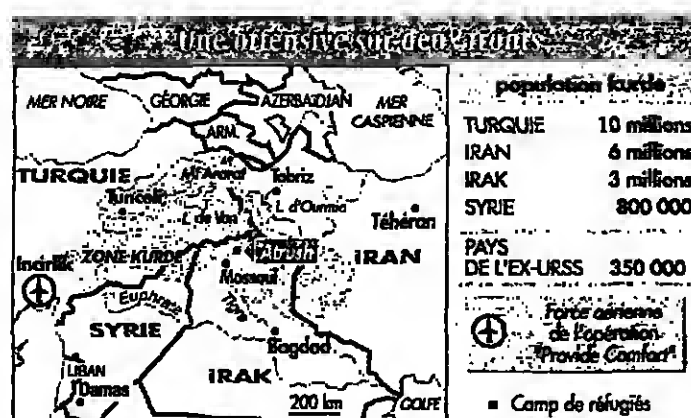 Une offensive sur deux fronts
MER NOIRE
GÉORGIE
AZERBAÏDJAN
MER
CASPIENNE
ARM.
TURQUIE
Mt Ararat
Tabriz
Tunceli
L. de Van
L. d'Ourmia
Téhéran
ZONE KURDE
IRAN
Incirlik
Mossoul
Euphrate
Tigre
SYRIE
Bagdad
LIBAN
Damas
IRAK
200 km
GOLFE
population kurde
TURQUIE 10 millions
IRAN 6 millions
IRAK 3 millions
SYRIE 800 000
PAYS
DE L'EX-URSS 350 000
Force aérienne
de l'opération
"Provide Comfort"
Camp de réfugiés